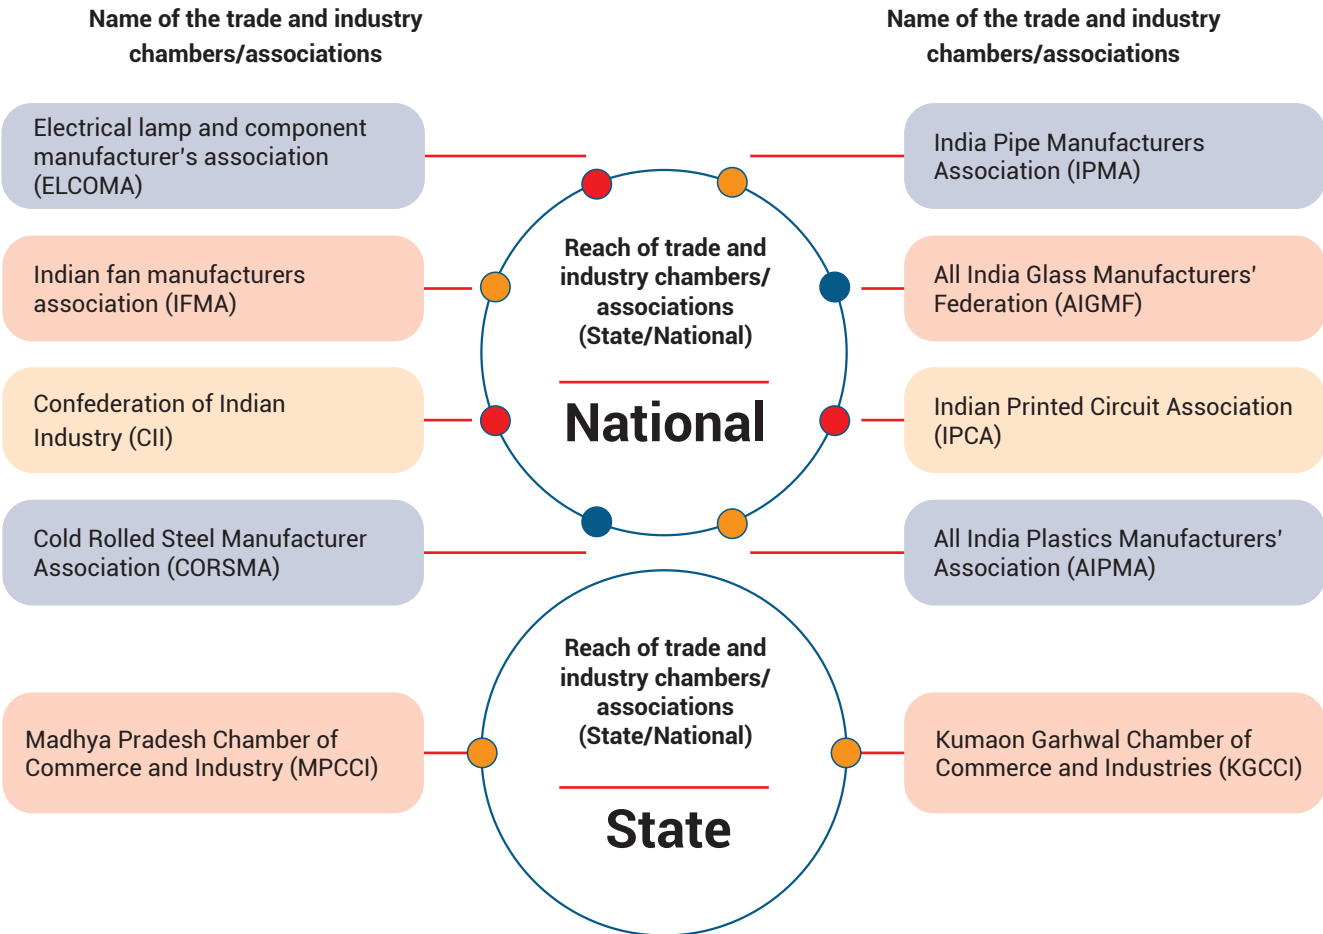 Name of the trade and industry
chambers/associations
Electrical lamp and component
manufacturer's association
(ELCOMA)
Indian fan manufacturers
association (IFMA)
Confederation of Indian
Industry (CII)
Cold Rolled Steel Manufacturer
Association (CORSMA)
Madhya Pradesh Chamber of
Commerce and Industry (MPCCI)
Reach of trade and
industry chambers/
associations
(State/National)
National
Reach of trade and
industry chambers/
associations
(State/National)
State
Name of the trade and industry
chambers/associations
India Pipe Manufacturers
Association (IPMA)
All India Glass Manufacturers'
Federation (AIGMF)
Indian Printed Circuit Association
(IPCA)
All India Plastics Manufacturers'
Association (AIPMA)
Kumaon Garhwal Chamber of
Commerce and Industries (KGCCI)